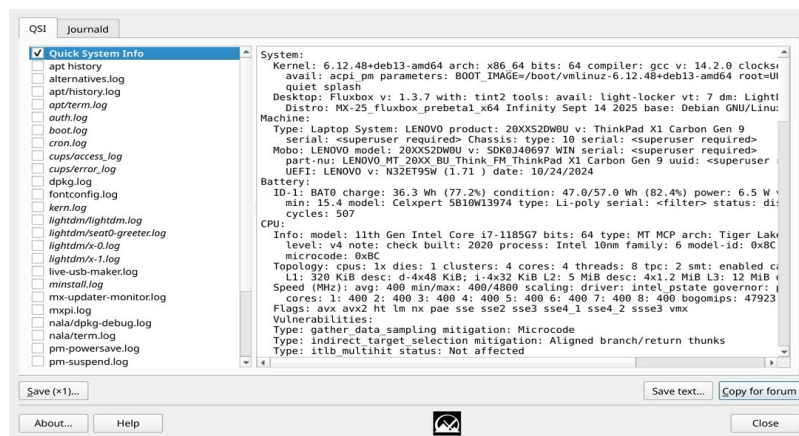 QSI
Journald
Quick System Info
apt history
alternatives.log
apt/history.log
apt/term.log
auth.log
boot.log
cron.log
cups/access_log
cups/error_log
dpkg.log
fontconfig.log
kern.log
lightdm/lightdm.log
lightdm/seat0-greeter.log
lightdm/x-0.log
lightdm/x-1.log
live-usb-maker.log
minstall.log
mx-updater-monitor.log
mxpi.log
nala/dpkg-debug.log
nala/term.log
pm-powersave.log
pm-suspend.log
System:
Kernel: 6.12.48+deb13-amd64 arch: x86_64 bits: 64 compiler: gcc v: 14.2.0 clocks
avail: acpi_pm parameters: BOOT_IMAGE=/boot/vmlinuz-6.12.48+deb13-amd64 root=U
quiet splash
Desktop: Fluxbox v: 1.3.7 with: tint2 tools: avail: light-locker vt: 7 dm: Light
Distro: MX-25_fluxbox_prebeta1_x64 Infinity Sept 14 2025 base: Debian GNU/Linu
Machine:
Type: Laptop System: LENOVO product: 20XXS2DW0U v: ThinkPad X1 Carbon Gen 9
serial: <superuser required> Chassis: type: 10 serial: <superuser required>
Mobo: LENOVO model: 20XXS2DW0U v: SDK0J40697 WIN serial: <superuser required>
part-nu: LENOVO_MT_20XX_BU_Think_FM_ThinkPad X1 Carbon Gen 9 uuid: <superuser
UEFI: LENOVO v: N32ET95W (1.71 ) date: 10/24/2024
Battery:
ID-1: BAT0 charge: 36.3 Wh (77.2%) condition: 47.0/57.0 Wh (82.4%) power: 6.5 W
min: 15.4 model: Celxpert 5B10W13974 type: Li-poly serial: <filter> status: di
cycles: 507
CPU:
Info: model: 11th Gen Intel Core i7-1185G7 bits: 64 type: MT MCP arch: Tiger Lak
level: v4 note: check built: 2020 process: Intel 10nm family: 6 model-id: 0x8C
microcode: 0xBC
Topology: cpus: 1x dies: 1 clusters: 4 cores: 4 threads: 8 tpc: 2 smt: enabled c
L1: 320 KiB desc: d-4x48 KiB; i-4x32 KiB L2: 5 MiB desc: 4x1.2 MiB L3: 12 MiB
Speed (MHz): avg: 400 min/max: 400/4800 scaling: driver: intel_pstate governor:
cores: 1: 400 2: 400 3: 400 4: 400 5: 400 6: 400 7: 400 8: 400 bogomips: 47923
Flags: avx avx2 ht lm nx pae sse sse2 sse3 sse4_1 sse4_2 ssse3 vmx
Vulnerabilities:
Type: gather_data_sampling mitigation: Microcode
Type: indirect_target_selection mitigation: Aligned branch/return thunks
Type: itlb_multihit status: Not affected
Save (×1)...
Save text...
Copy for forum
About...
Help
Close